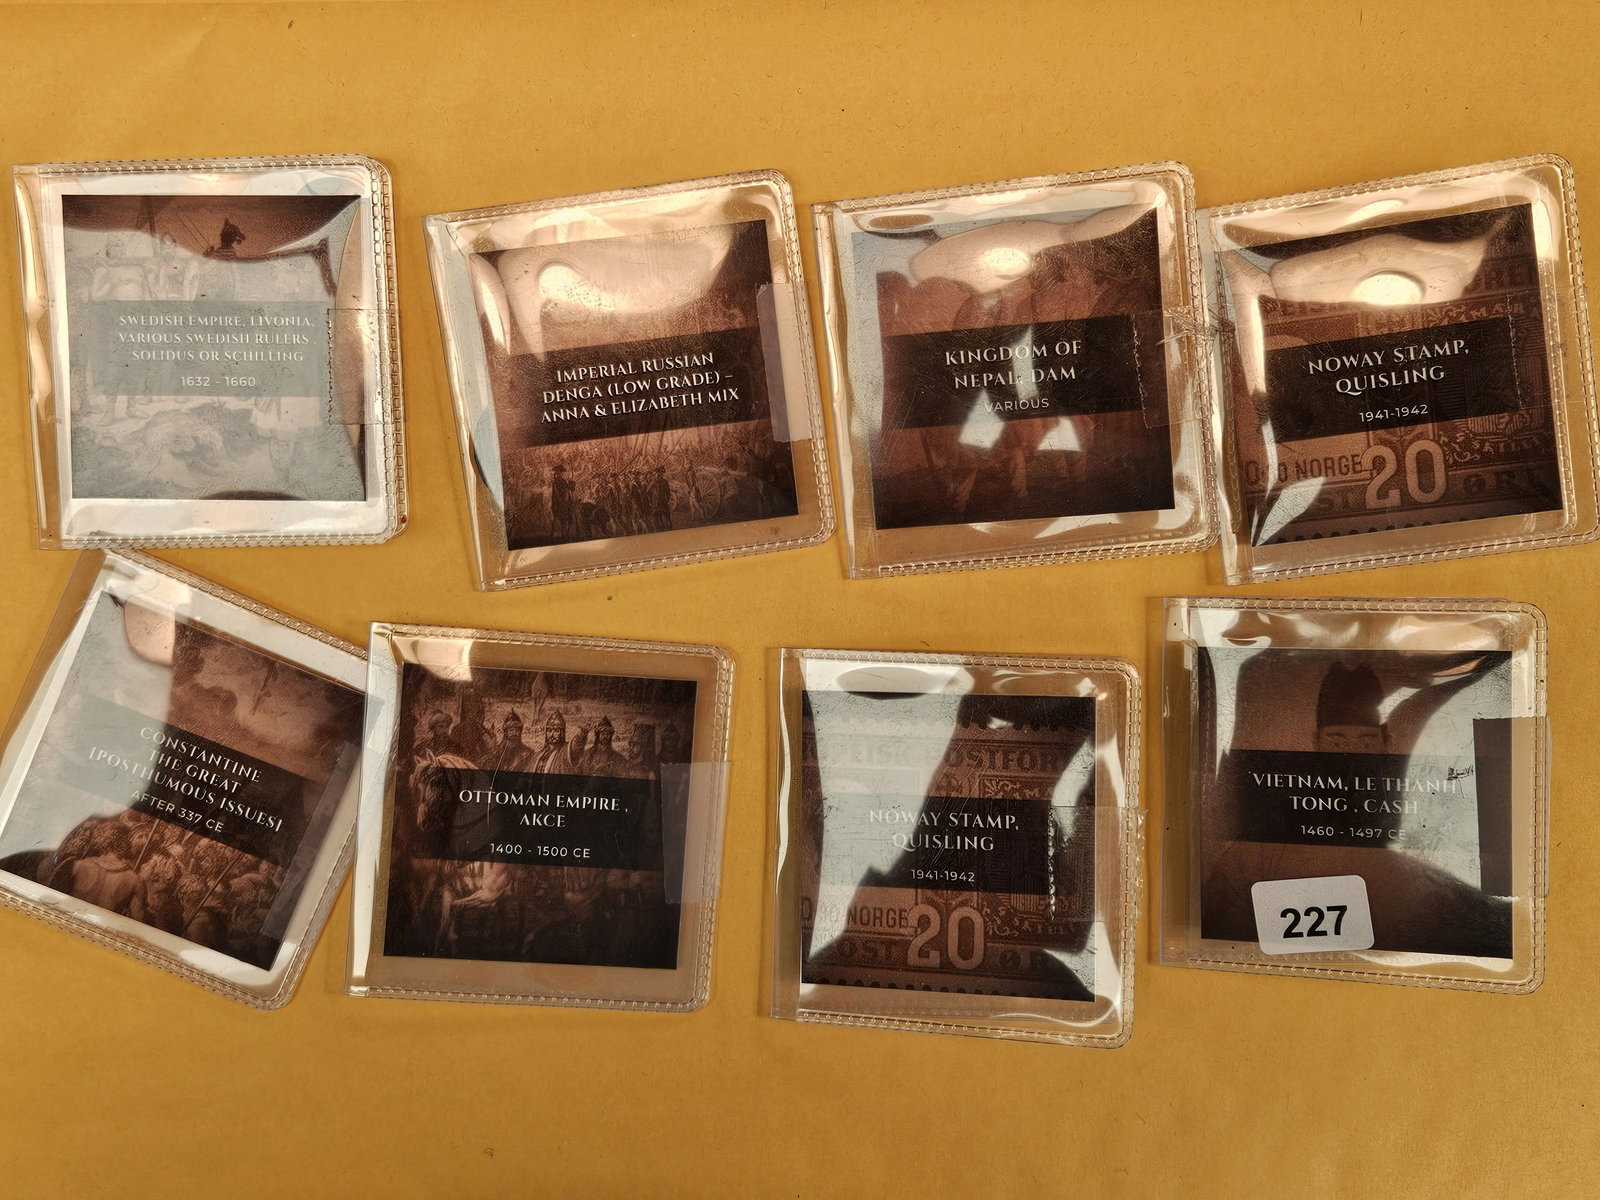 SWEDISH EMPIRE, LIVONIA,
VARIOUS SWEDISH RULERS,
SOLIDUS OR SCHILLING
1632 - 1660
IMPERIAL RUSSIAN
DENGA (LOW GRADE) –
ANNA & ELIZABETH MIX
KINGDOM OF
NEPAL, DAM
VARIOUS
NOWAY STAMP,
QUISLING
1941-1942
NORGE
20
CONSTANTINE
THE GREAT
[POSTHUMOUS ISSUES]
AFTER 337 CE
OTTOMAN EMPIRE,
AKCE
1400 - 1500 CE
POSTFOR
NOWAY STAMP,
QUISLING
1941-1942
NORGE
20
VIETNAM, LE THANH
TONG, CASH
1460 - 1497 CE
227